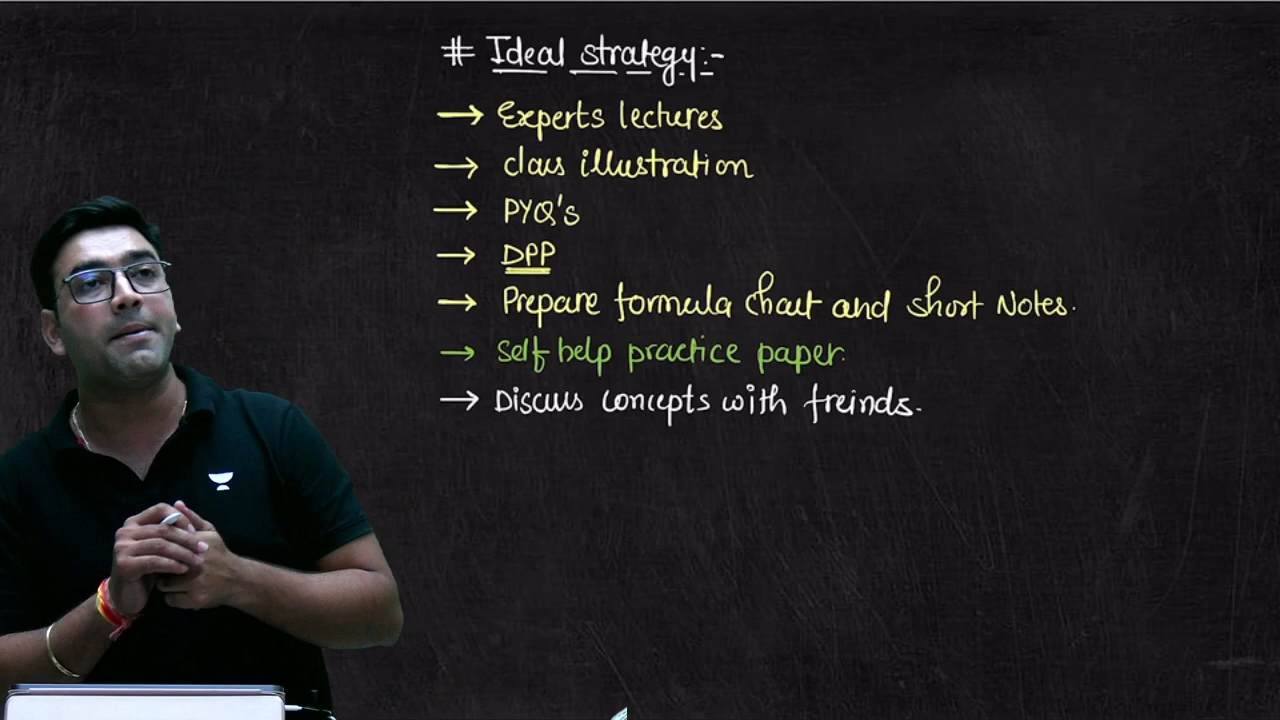 # Ideal strategy:-
→ Experts lectures
→ class illustration
→ PYQ's
→ DPP
→ Prepare formula chart and short Notes.
→ Self help practice paper.
→ Discuss concepts with freinds.